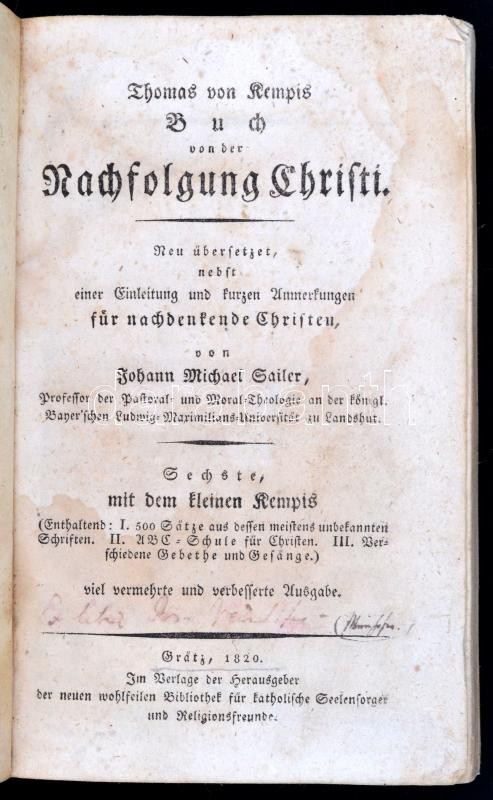 Thomas von Kempis
Buch
von der
Nachfolgung Christi.
Neu übersetzet,
nebst
einer Einleitung und kurzen Anmerkungen
für nachdenkende Christen,
von
Johann Michael Sailer,
Professor der Pastoral- und Moral-Theologie an der königl.
Bayer'schen Ludwig-Maximilians-Universität zu Landshut.
Sechste,
mit dem kleinen Kempis
(Enthaltend: I. 500 Sätze aus dessen meistens unbekannten
Schriften. II. ABC-Schule für Christen. III. Ver-
schiedene Gebethe und Gesänge.)
viel vermehrte und verbesserte Ausgabe.
Ex libris
Grätz, 1820.
Im Verlage der Herausgeber
der neuen wohlfeilen Bibliothek für katholische Seelensorger
und Religionsfreunde.